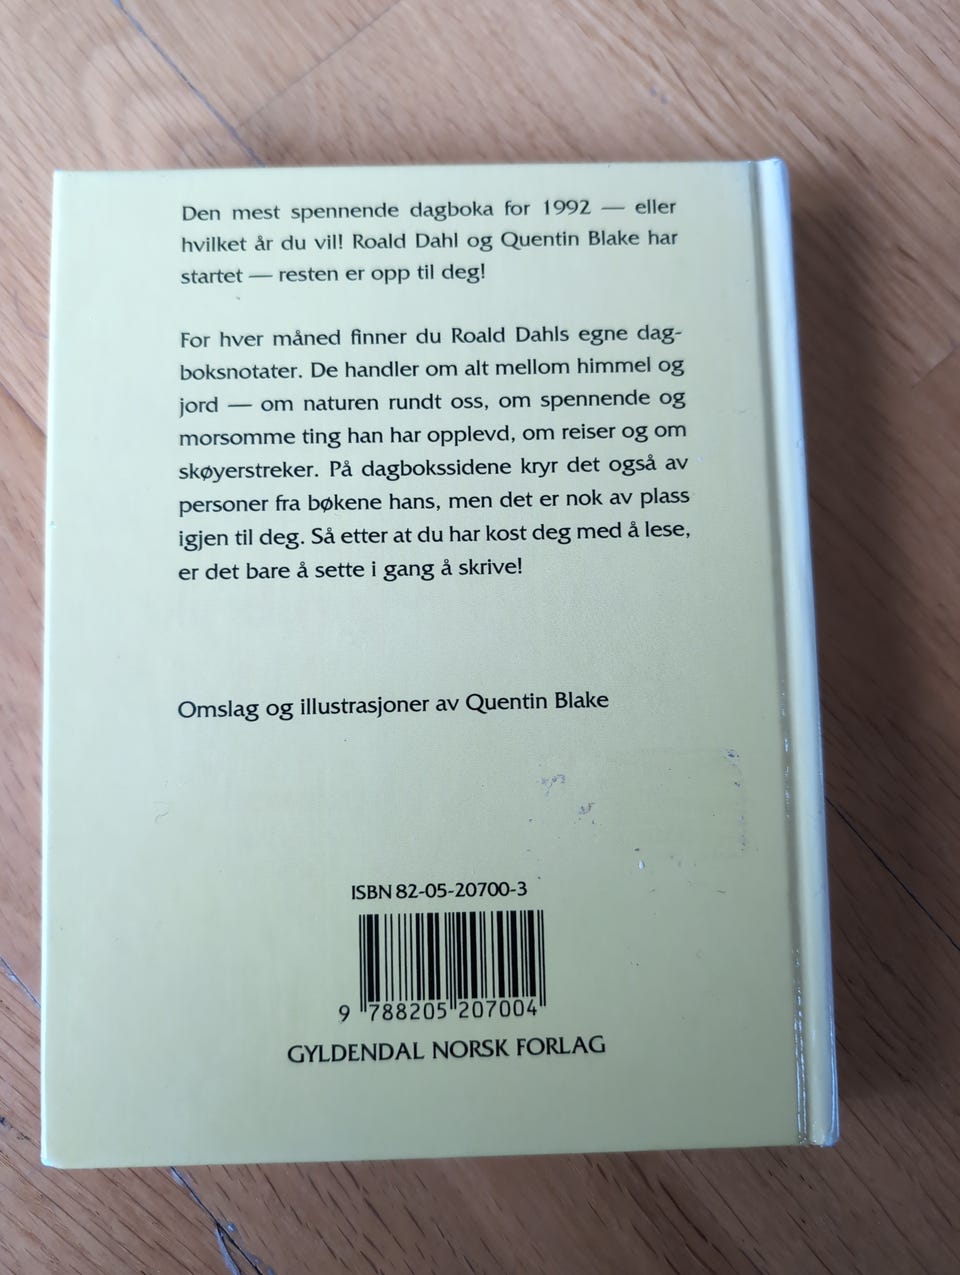 Den mest spennende dagboka for 1992 — eller
hvilket år du vil! Roald Dahl og Quentin Blake har
startet — resten er opp til deg!
For hver måned finner du Roald Dahls egne dag-
boksnotater. De handler om alt mellom himmel og
jord — om naturen rundt oss, om spennende og
morsomme ting han har opplevd, om reiser og om
skøyerstreker. På dagbokssidene kryr det også av
personer fra bøkene hans, men det er nok av plass
igjen til deg. Så etter at du har kost deg med å lese,
er det bare å sette i gang å skrive!
Omslag og illustrasjoner av Quentin Blake
ISBN 82-05-20700-3
9 788205 207004
GYLDENDAL NORSK FORLAG